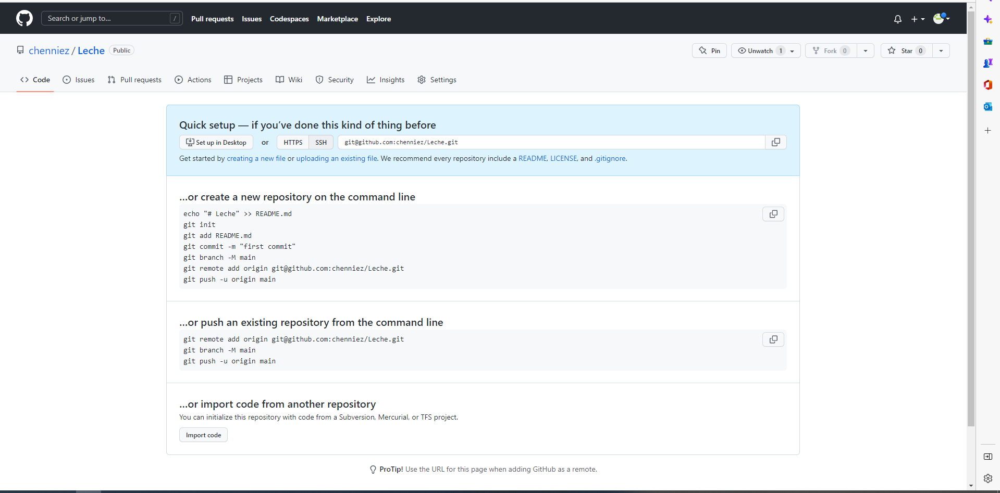 Search or jump to... /
Pull requests Issues Codespaces Marketplace Explore
chenniez / Leche Public
Pin Unwatch 1 Fork 0 Star 0
Code Issues Pull requests Actions Projects Wiki Security Insights Settings
Quick setup — if you’ve done this kind of thing before
Set up in Desktop or HTTPS SSH git@github.com:chenniez/Leche.git
Get started by creating a new file or uploading an existing file. We recommend every repository include a README, LICENSE, and .gitignore.
…or create a new repository on the command line
echo "# Leche" >> README.md
git init
git add README.md
git commit -m "first commit"
git branch -M main
git remote add origin git@github.com:chenniez/Leche.git
git push -u origin main
…or push an existing repository from the command line
git remote add origin git@github.com:chenniez/Leche.git
git branch -M main
git push -u origin main
…or import code from another repository
You can initialize this repository with code from a Subversion, Mercurial, or TFS project.
Import code
ProTip! Use the URL for this page when adding GitHub as a remote.